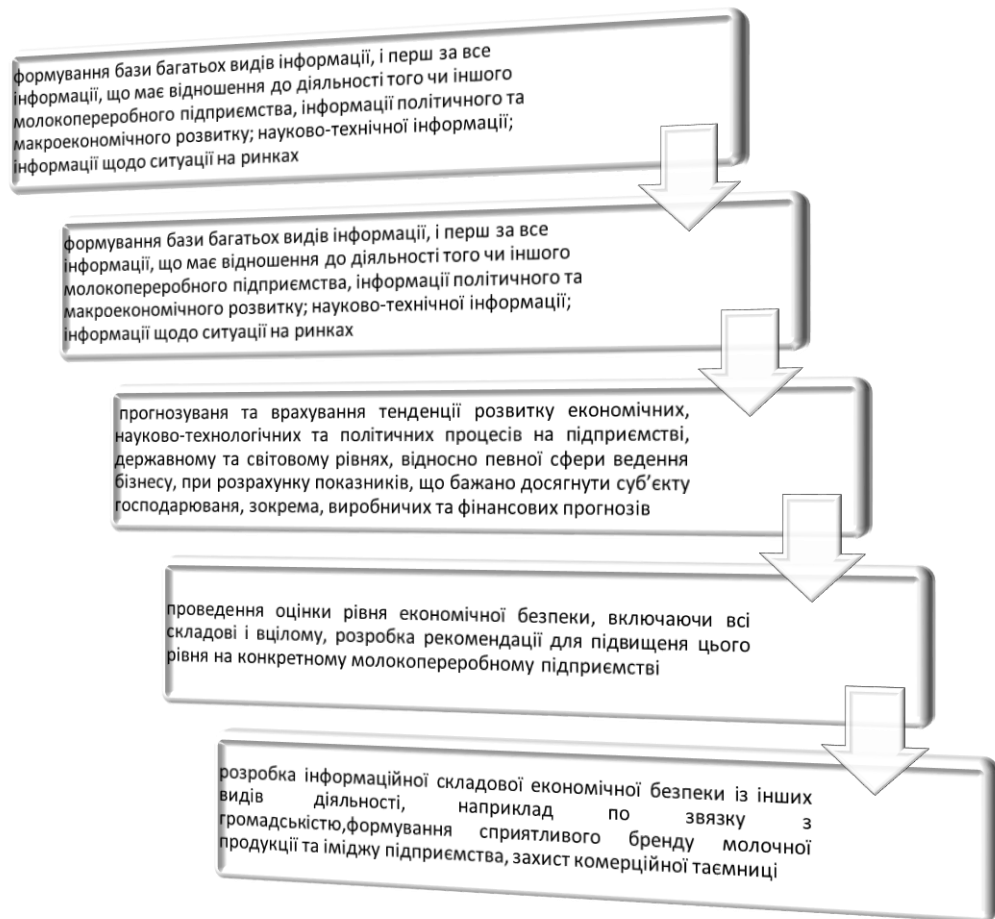 формування бази багатьох видів інформації, і перш за все
інформації, що має відношення до діяльності того чи іншого
молокопереробного підприємства, інформації політичного та
макроекономічного розвитку; науково-технічної інформації;
інформації щодо ситуації на ринках
формування бази багатьох видів інформації, і перш за все
інформації, що має відношення до діяльності того чи іншого
молокопереробного підприємства, інформації політичного та
макроекономічного розвитку; науково-технічної інформації;
інформації щодо ситуації на ринках
прогнозуваня та врахування тенденції розвитку економічних,
науково-технологічних та політичних процесів на підприємстві,
державному та світовому рівнях, відносно певної сфери ведення
бізнесу, при розрахунку показників, що бажано досягнути суб’єкту
господарюваня, зокрема, виробничих та фінансових прогнозів
проведення оцінки рівня економічної безпеки, включаючи всі
складові і вцілому, розробка рекомендації для підвищеня цього
рівня на конкретному молокопереробному підприємстві
розробка інформаційної складової економічної безпеки із інших
видів діяльності, наприклад по звязку з
громадськістю,формування сприятливого бренду молочної
продукції та іміджу підприємства, захист комерційної таємниці